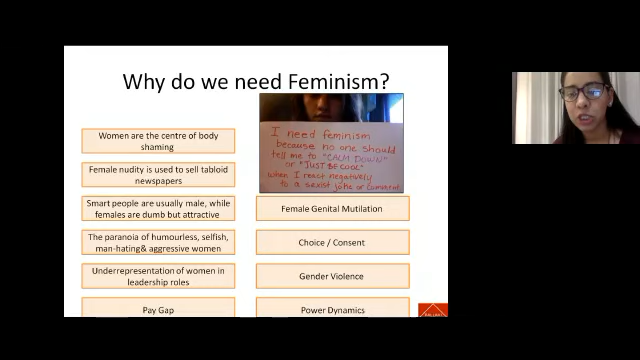 Why do we need Feminism?
I need feminism
because no one should
tell me to "CALM DOWN"
or "JUST BE COOL"
when I react negatively
to a sexist joke or comment
Women are the centre of body
shaming
Female nudity is used to sell tabloid
newspapers
Smart people are usually male, while
females are dumb but attractive
The paranoia of humourless, selfish,
man-hating& aggressive women
Underrepresentation of women in
leadership roles
Pay Gap
Female Genital Mutilation
Choice / Consent
Gender Violence
Power Dynamics